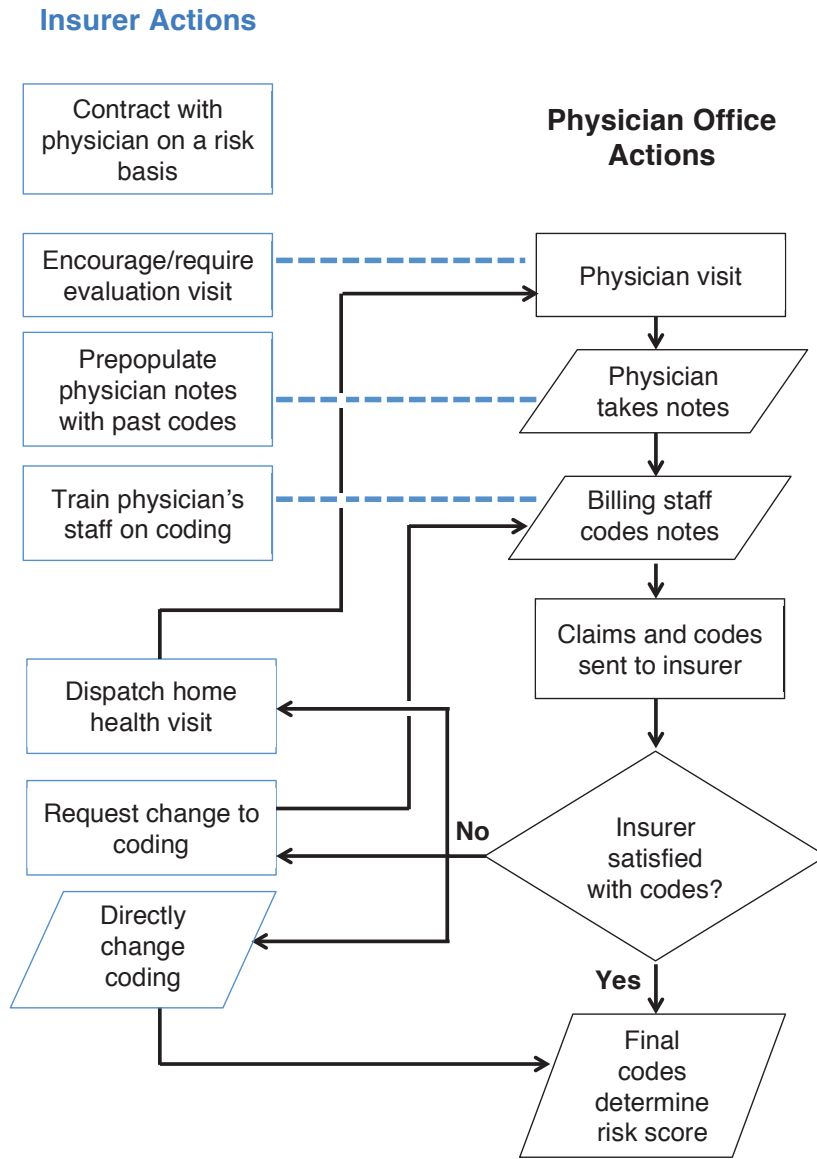 Insurer Actions
Contract with
physician on a risk
basis
Physician Office
Actions
Encourage/require
evaluation visit
Physician visit
Prepopulate
physician notes
with past codes
Physician
takes notes
Train physician's
staff on coding
Billing staff
codes notes
Claims and codes
sent to insurer
Dispatch home
health visit
Request change to
coding
No
Insurer
satisfied
with codes?
Directly
change
coding
Yes
Final
codes
determine
risk score